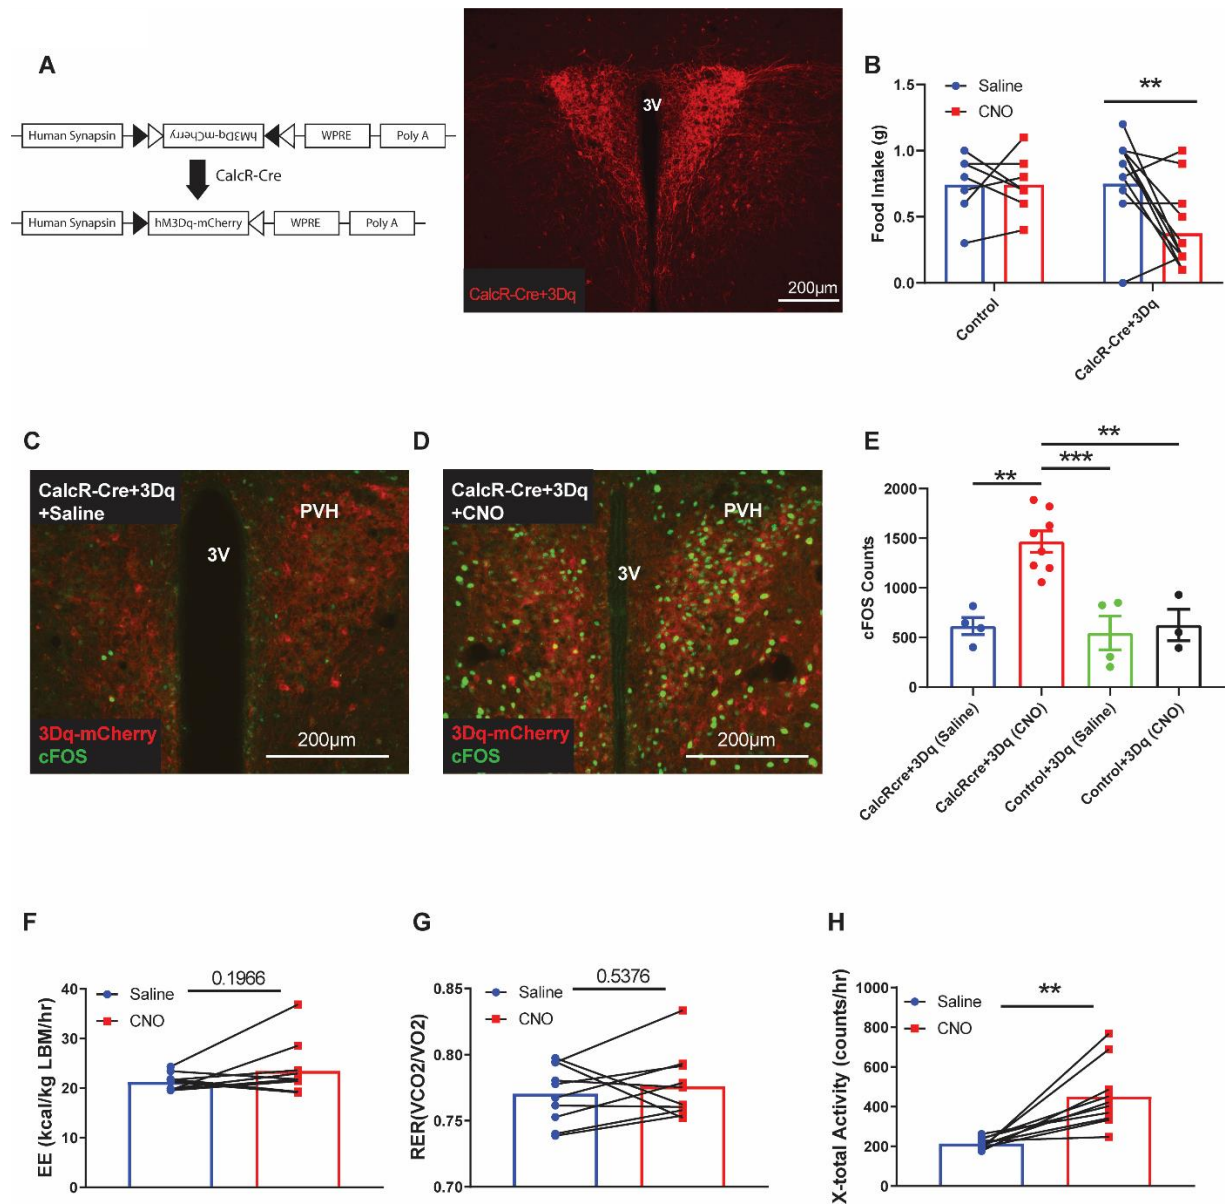 A
Human Synapsin
hM3Dq-mCherry
WPRE
Poly A
CalcR-Cre
Human Synapsin
hM3Dq-mCherry
WPRE
Poly A
3V
CalcR-Cre+3Dq
200µm
B
Saline
CNO
**
Food Intake (g)
1.5
1.0
0.5
0.0
Control
CalcR-Cre+3Dq
C
CalcR-Cre+3Dq
+Saline
PVH
3V
3Dq-mCherry
cFOS
200µm
D
CalcR-Cre+3Dq
+CNO
PVH
3V
3Dq-mCherry
cFOS
200µm
E
**
**
***
cFOS Counts
2000
1500
1000
500
0
CalcRcre+3Dq (Saline)
CalcRcre+3Dq (CNO)
Control+3Dq (Saline)
Control+3Dq (CNO)
F
0.1966
Saline
CNO
EE (kcal/kg LBM/hr)
40
30
20
10
0
G
0.5376
Saline
CNO
RER(VCO2/VO2)
0.85
0.80
0.75
0.70
H
**
Saline
CNO
X-total Activity (counts/hr)
1000
800
600
400
200
0